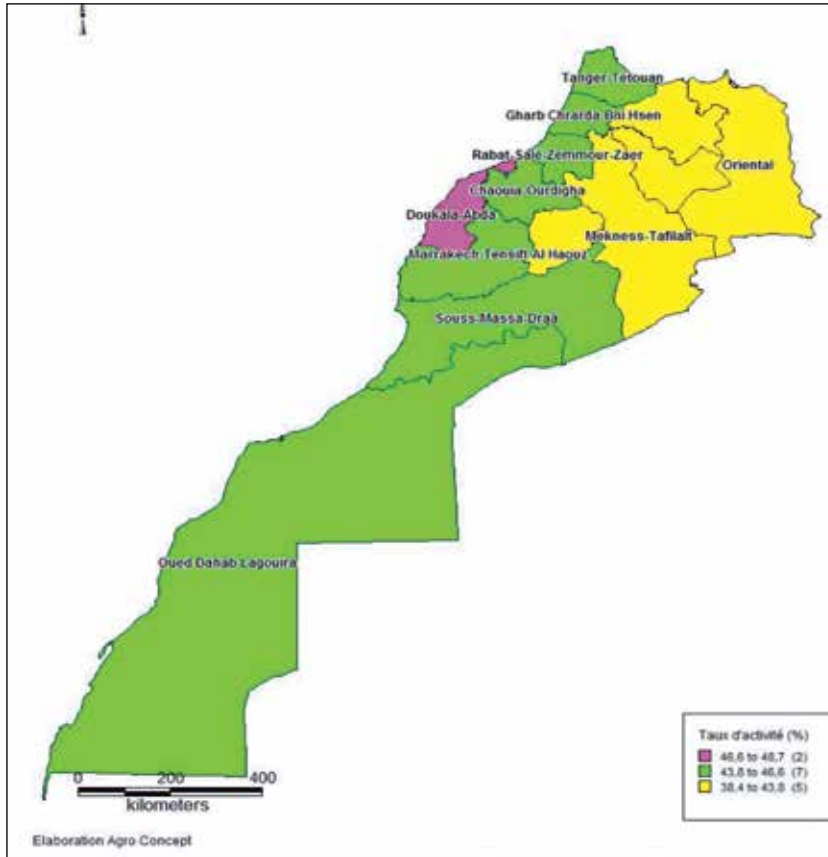 Tanger-Tetouan
Gharb Chrarda Bni Hsen
Rabat-Sale-Zemmour-Zaer
Oriental
Chaouia Ourdigha
Doukala-Abda
Mekness-Tafilalt
Marrakech Tensift Al Haouz
Souss-Massa-Draa
Oued Dahab Lagouira
Taux d'activité (%)
46,6 to 48,7 (2)
43,8 to 46,6 (7)
38,4 to 43,8 (5)
0 200 400
kilometers
Elaboration Agro Concept